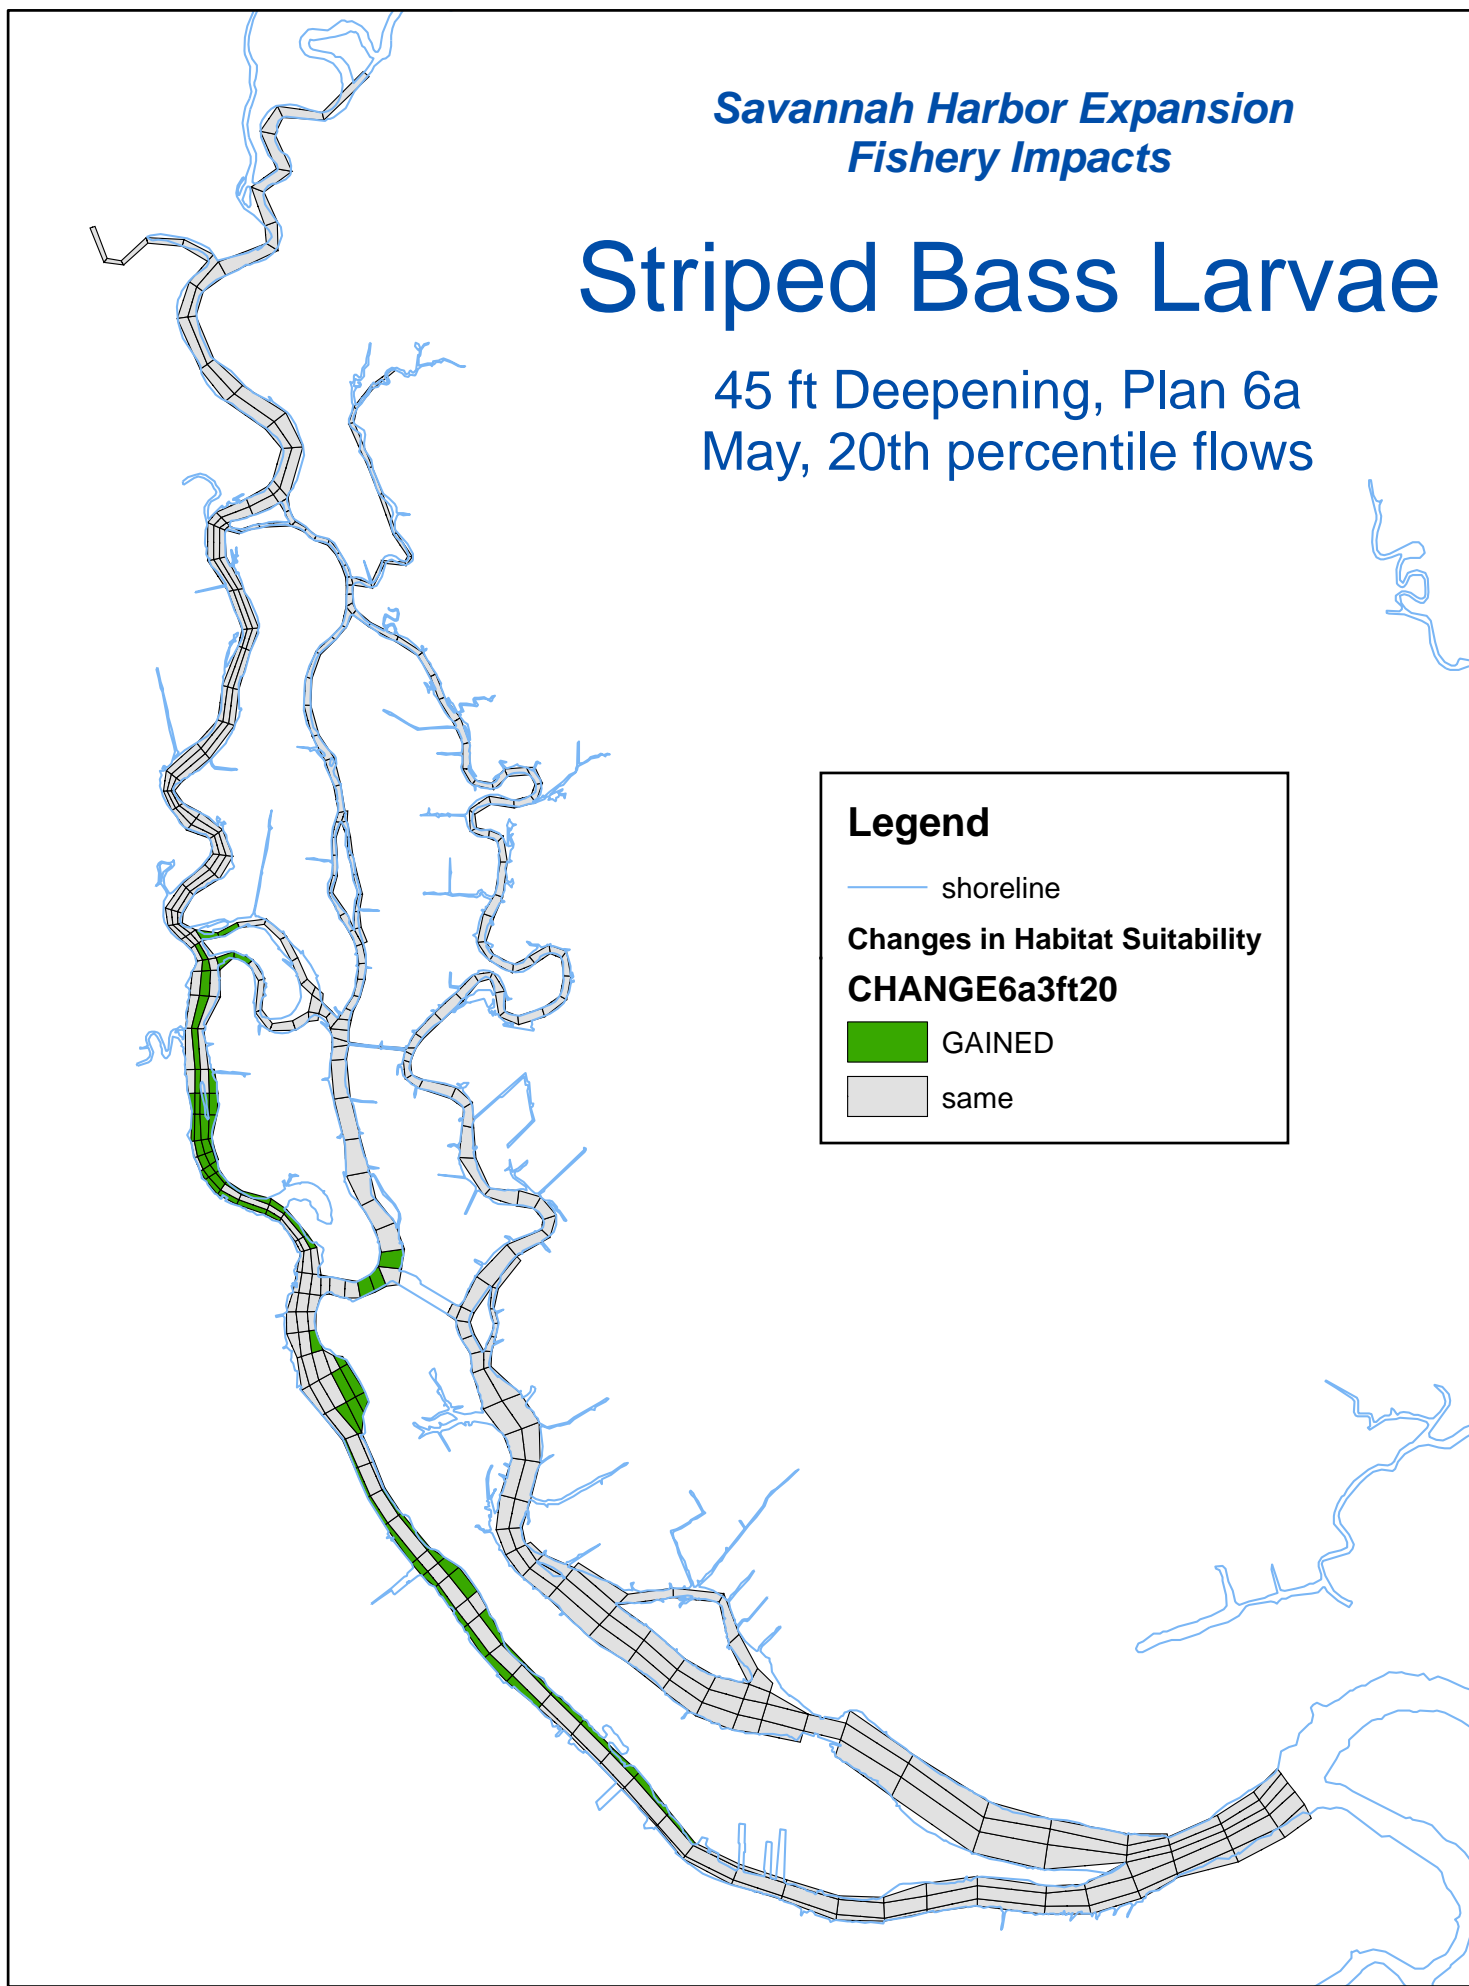 Savannah Harbor Expansion
Fishery Impacts
Striped Bass Larvae
45 ft Deepening, Plan 6a
May, 20th percentile flows
Legend
shoreline
Changes in Habitat Suitability
CHANGE6a3ft20
GAINED
same